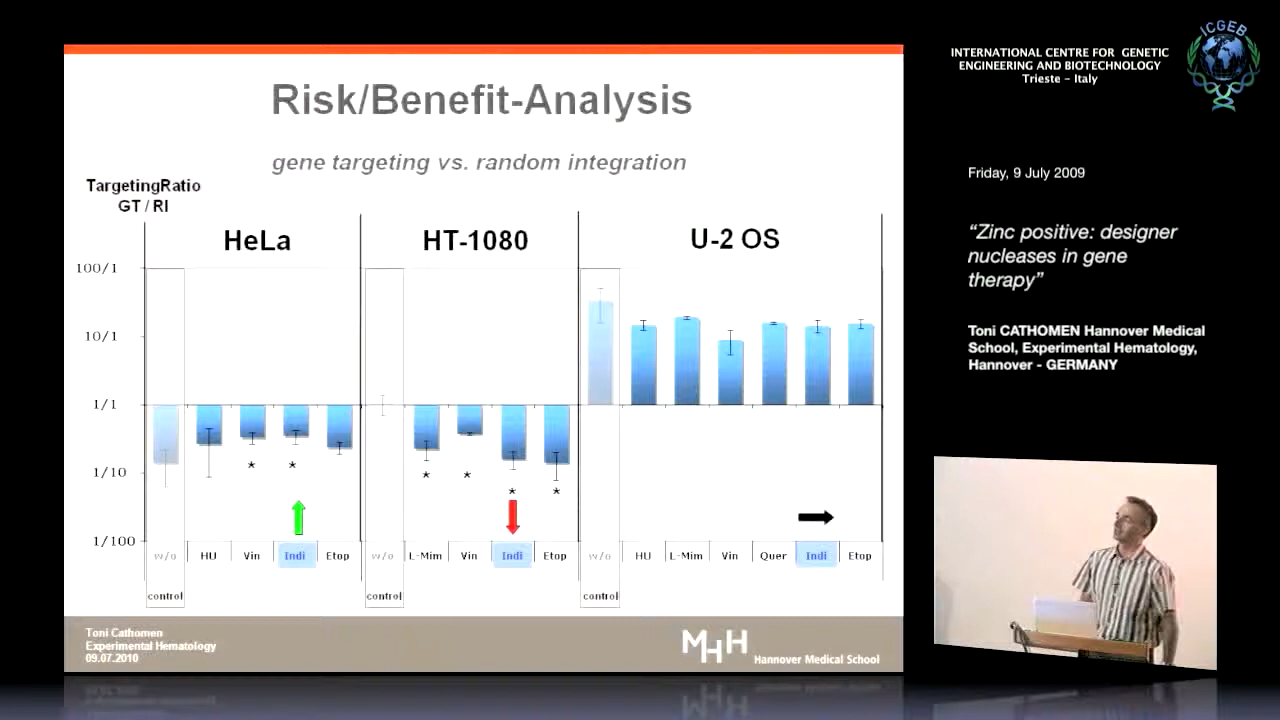 Risk/Benefit-Analysis
gene targeting vs. random integration
TargetingRatio
GT / RI
HeLa
HT-1080
U-2 OS
100/1
10/1
1/1
1/10
1/100
* *
* * * *
w/o HU Vin Indi Etop w/o L-Mim Vin Indi Etop w/o HU L-Mim Vin Quer Indi Etop
control control control
Toni Cathomen
Experimental Hematology
09.07.2010
MHH Hannover Medical School
INTERNATIONAL CENTRE FOR GENETIC
ENGINEERING AND BIOTECHNOLOGY
Trieste - Italy
ICGEB
Friday, 9 July 2009
“Zinc positive: designer
nucleases in gene
therapy”
Toni CATHOMEN Hannover Medical
School, Experimental Hematology,
Hannover - GERMANY